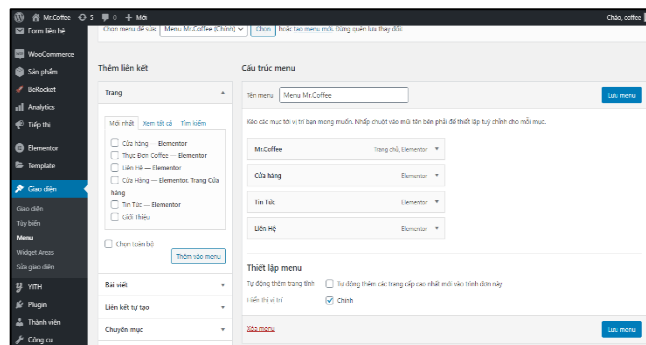 Mr.Coffee 5 0 + Mới Chào, coffee
Form liên hệ
WooCommerce
Sản phẩm
BeRocket
Analytics
Tiếp thị
Elementor
Template
Giao diện
Giao diện
Tùy biến
Menu
Widget Areas
Sửa giao diện
YITH
Plugin
Thành viên
Công cụ
Chọn menu để sửa: Menu Mr.Coffee (Chính) Chọn hoặc tạo menu mới. Đừng quên lưu thay đổi.
Thêm liên kết
Trang
Mới nhất Xem tất cả Tìm kiếm
Cửa hàng — Elementor
Thực Đơn Coffee — Elementor
Liên Hệ — Elementor
Cửa Hàng — Elementor, Trang Cửa
hàng
Tin Tức — Elementor
Giới Thiệu
Chọn toàn bộ
Thêm vào menu
Bài viết
Liên kết tự tạo
Chuyên mục
Cấu trúc menu
Tên menu Menu Mr.Coffee Lưu menu
Kéo các mục tới vị trí bạn mong muốn. Nhấp chuột vào mũi tên bên phải để thiết lập tuỳ chỉnh cho mỗi mục.
Mr.Coffee Trang chủ, Elementor
Cửa hàng Elementor
Tin Tức Elementor
Liên Hệ Elementor
Thiết lập menu
Tự động thêm trang tĩnh Tự động thêm các trang cấp cao nhất mới vào trình đơn này
Hiển thị vị trí Chính
Xóa menu Lưu menu